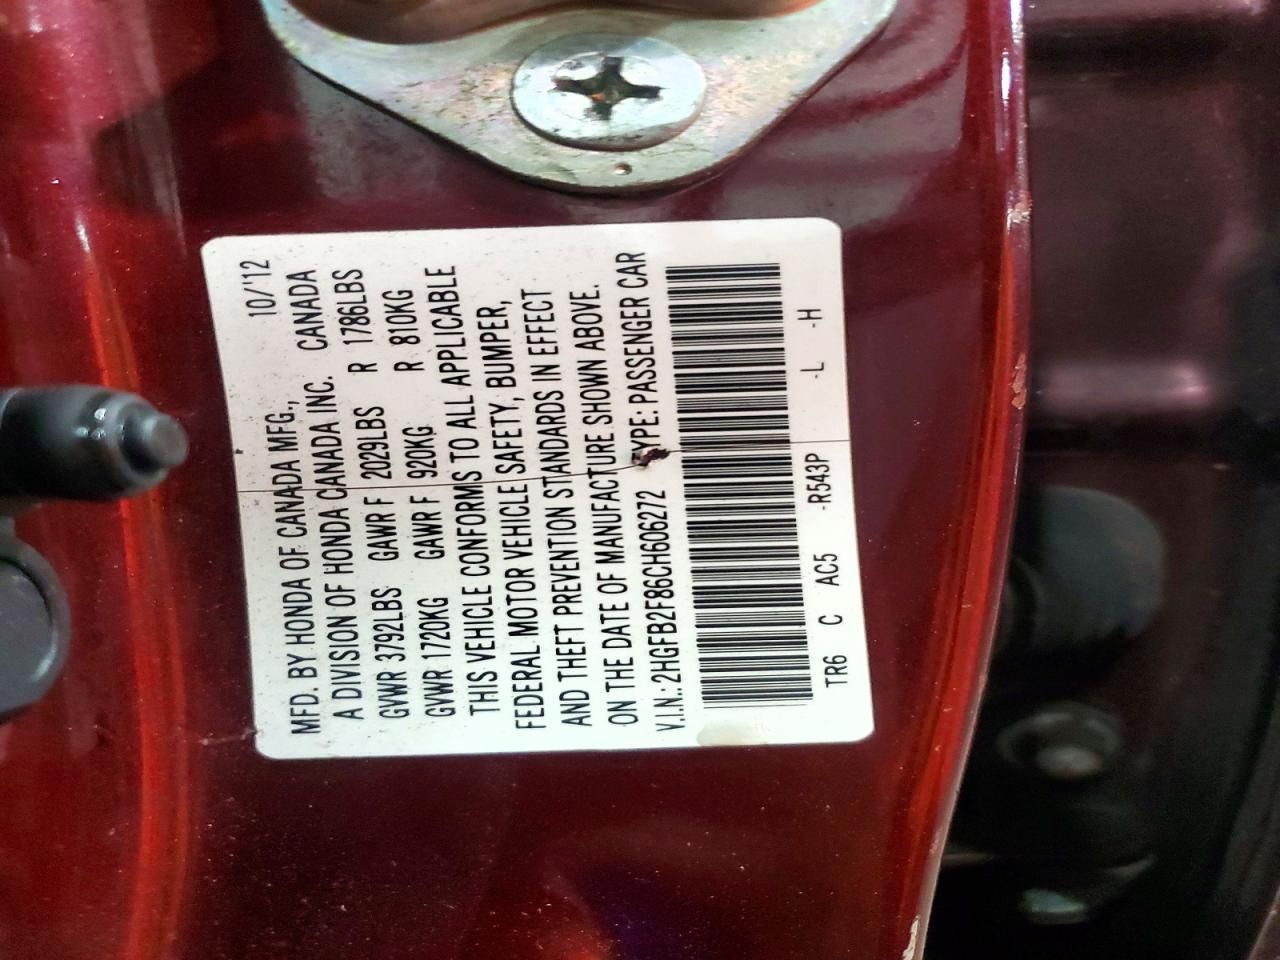 10/'12
MFD. BY HONDA OF CANADA MFG.,
A DIVISION OF HONDA CANADA INC. CANADA
GVWR 3792LBS GAWR F 2029LBS R 1786LBS
GVWR 1720KG GAWR F 920KG R 810KG
THIS VEHICLE CONFORMS TO ALL APPLICABLE
FEDERAL MOTOR VEHICLE SAFETY, BUMPER,
AND THEFT PREVENTION STANDARDS IN EFFECT
ON THE DATE OF MANUFACTURE SHOWN ABOVE.
V.I.N.: 2HGFB2F86CH606272 TYPE: PASSENGER CAR
TR6 C AC5 -R543P -L -H